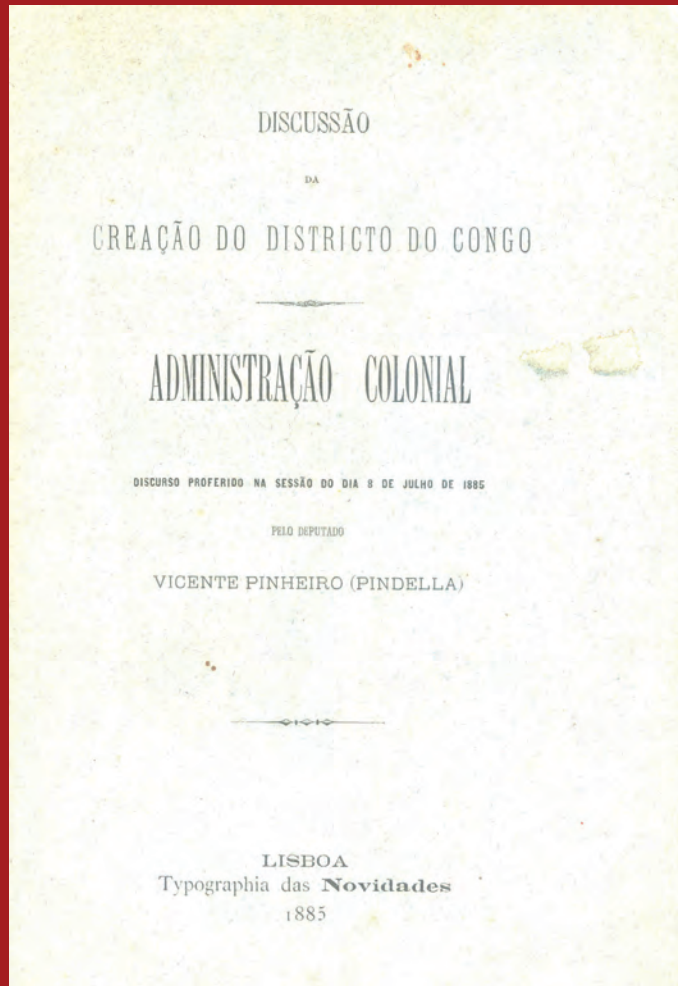 DISCUSSÃO
DA
CREAÇÃO DO DISTRICTO DO CONGO
ADMINISTRAÇÃO COLONIAL
DISCURSO PROFERIDO NA SESSÃO DO DIA 8 DE JULHO DE 1885
PELO DEPUTADO
VICENTE PINHEIRO (PINDELLA)
LISBOA
Typographia das Novidades
1885